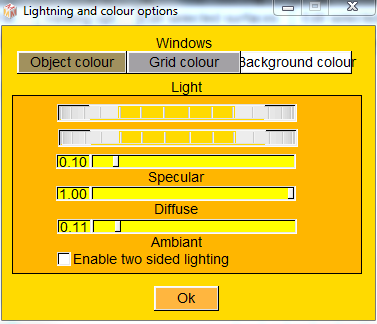 Lightning and colour options
Windows
Object colour Grid colour Background colour
Light
0.10
Specular
1.00
Diffuse
0.11
Ambiant
Enable two sided lighting
Ok